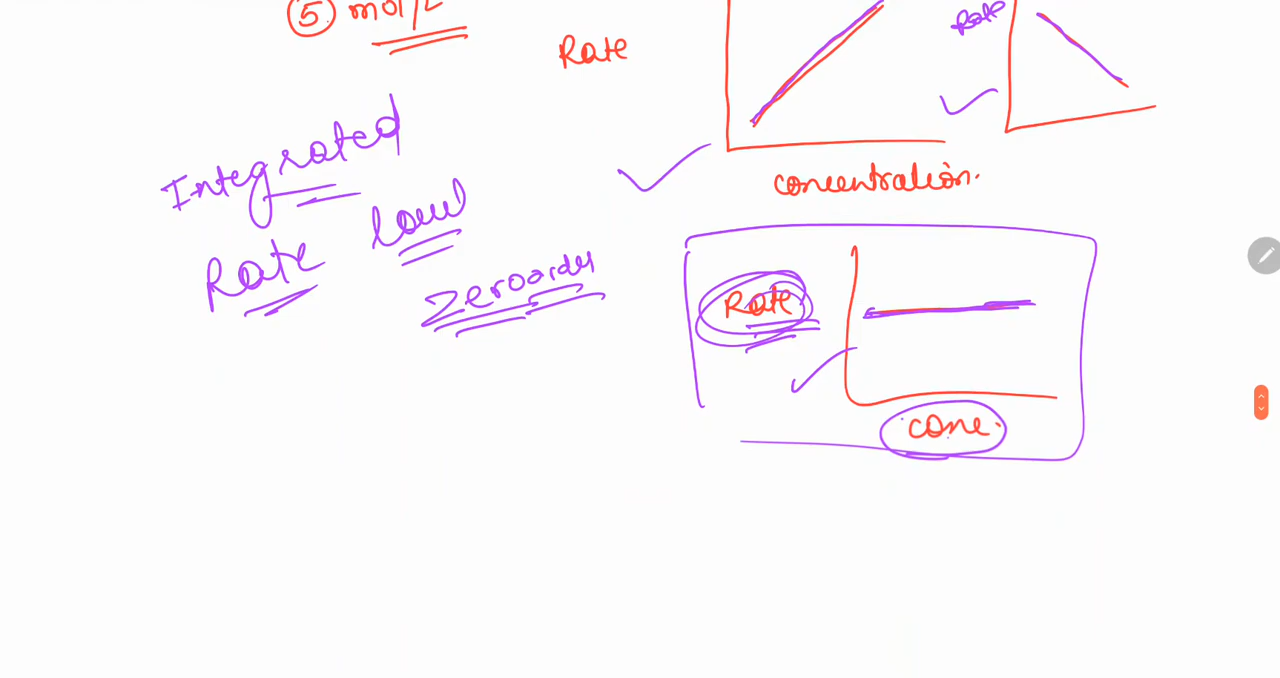 ⑤ mol/L
Rate
Rate
concentration.
Integrated
Rate Law
Zero order
Rate
conc.